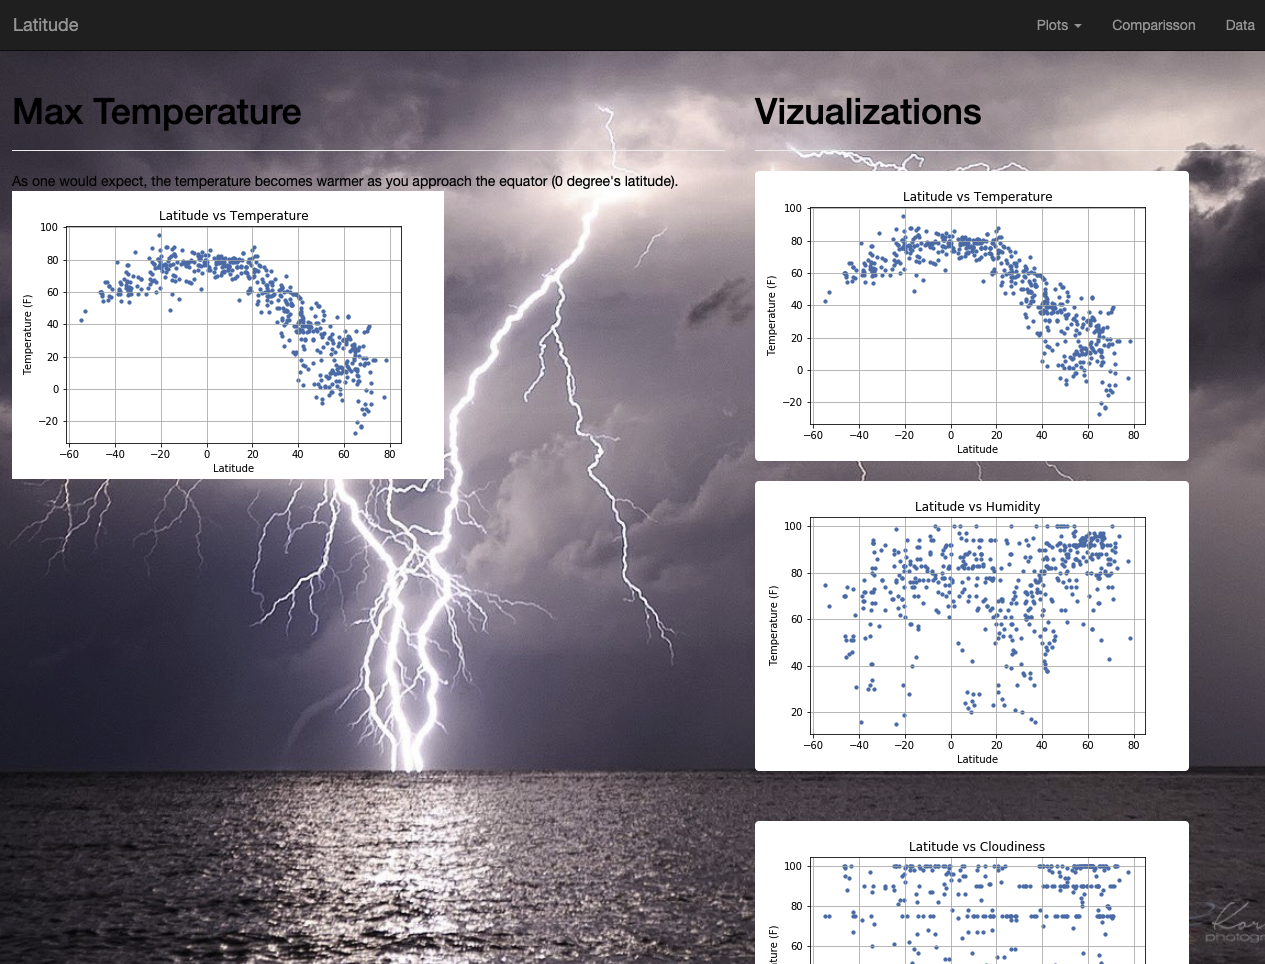 Latitude
Plots
Comparisson
Data
Max Temperature
As one would expect, the temperature becomes warmer as you approach the equator (0 degree's latitude).
Latitude vs Temperature
100
80
60
40
20
0
−20
Temperature (F)
−60 −40 −20 0 20 40 60 80
Latitude
Vizualizations
Latitude vs Temperature
100
80
60
40
20
0
−20
Temperature (F)
−60 −40 −20 0 20 40 60 80
Latitude
Latitude vs Humidity
100
80
60
40
20
Temperature (F)
−60 −40 −20 0 20 40 60 80
Latitude
Latitude vs Cloudiness
100
80
60
ture (F)